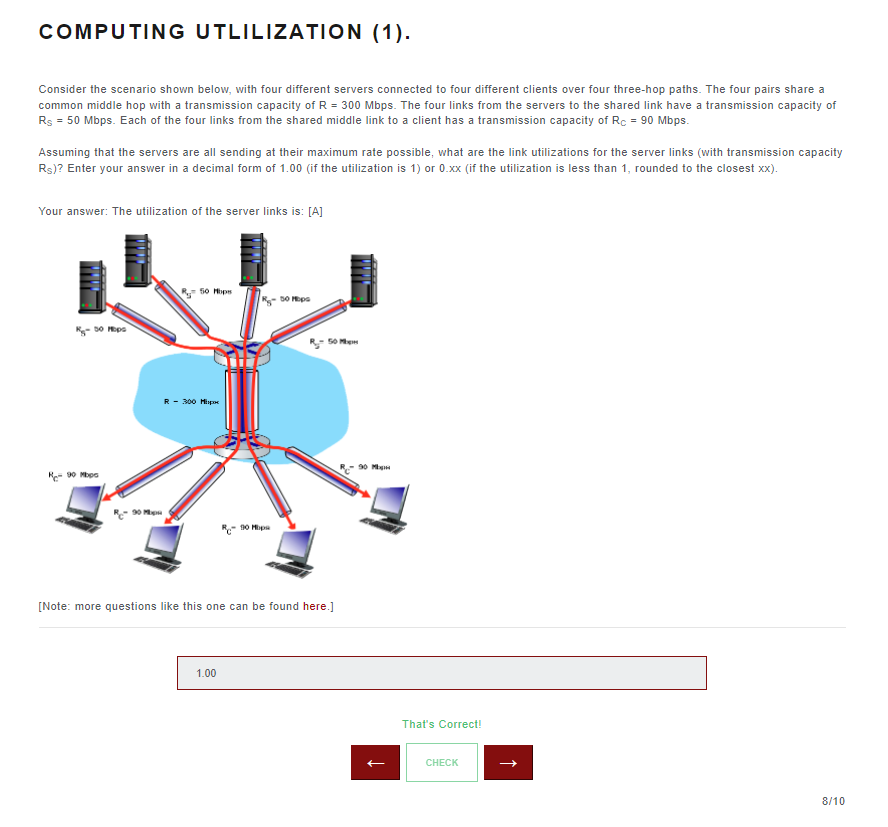 COMPUTING UTLILIZATION (1).
Consider the scenario shown below, with four different servers connected to four different clients over four three-hop paths. The four pairs share a
common middle hop with a transmission capacity of R = 300 Mbps. The four links from the servers to the shared link have a transmission capacity of
RS = 50 Mbps. Each of the four links from the shared middle link to a client has a transmission capacity of RC = 90 Mbps.
Assuming that the servers are all sending at their maximum rate possible, what are the link utilizations for the server links (with transmission capacity
RS)? Enter your answer in a decimal form of 1.00 (if the utilization is 1) or 0.xx (if the utilization is less than 1, rounded to the closest xx).
Your answer: The utilization of the server links is: [A]
RS= 50 Mbps
RS= 50 Mbps
RS= 50 Mbps
RS= 50 Mbps
R = 300 Mbps
RC= 90 Mbps
RC= 90 Mbps
RC= 90 Mbps
RC= 90 Mbps
[Note: more questions like this one can be found here.]
1.00
That's Correct!
← CHECK →
8/10